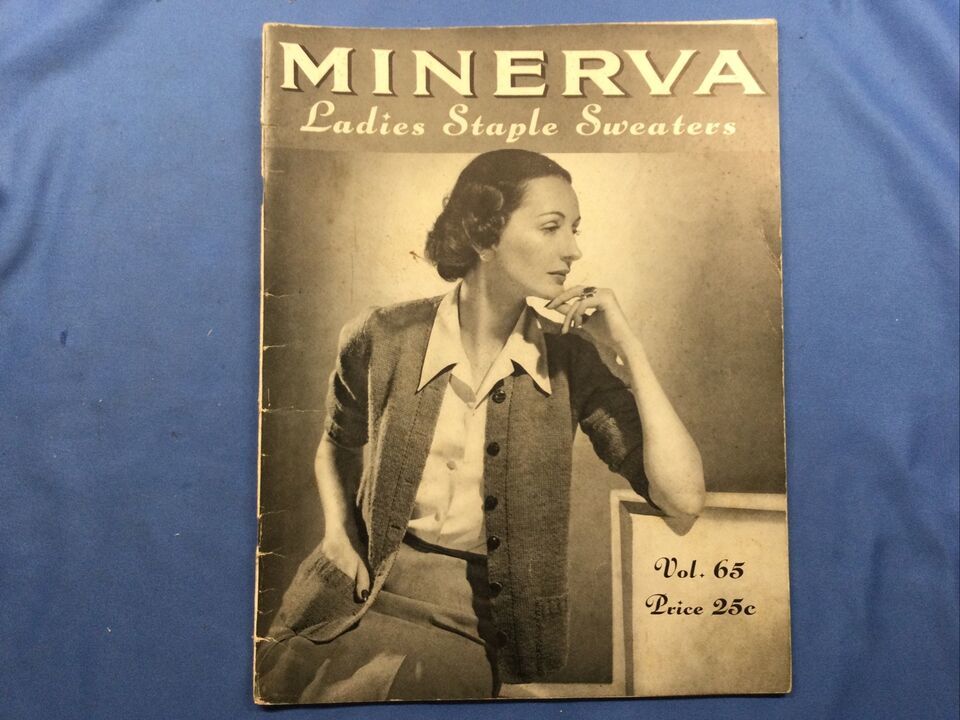 MINERVA
Ladies Staple Sweaters
Vol. 65
Price 25c